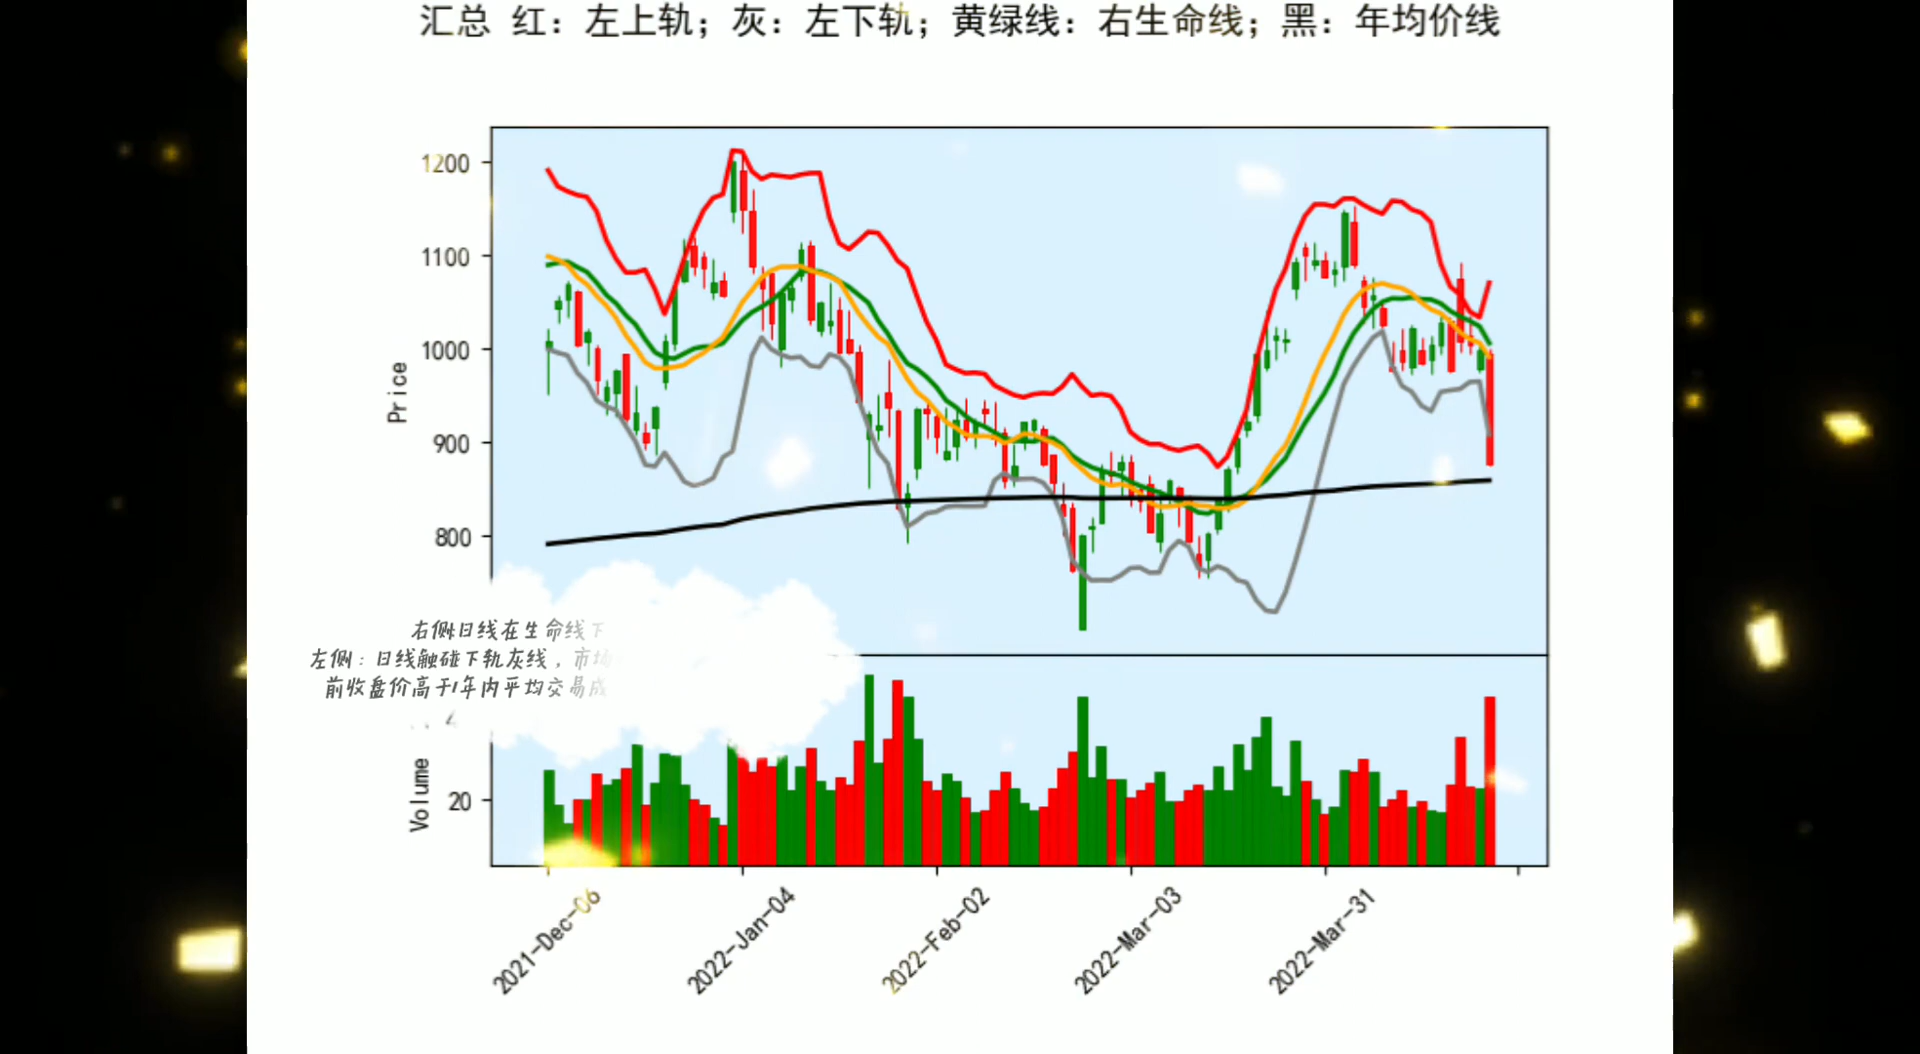 汇总 红：左上轨；灰：左下轨；黄绿线：右生命线；黑：年均价线
1200
1100
1000
900
800
Price
右侧:日线在生命线下
左侧：日线触碰下轨灰线，市场
前收盘价高于1年内平均交易成
Volume
20
2021-Dec-06
2022-Jan-04
2022-Feb-02
2022-Mar-03
2022-Mar-31